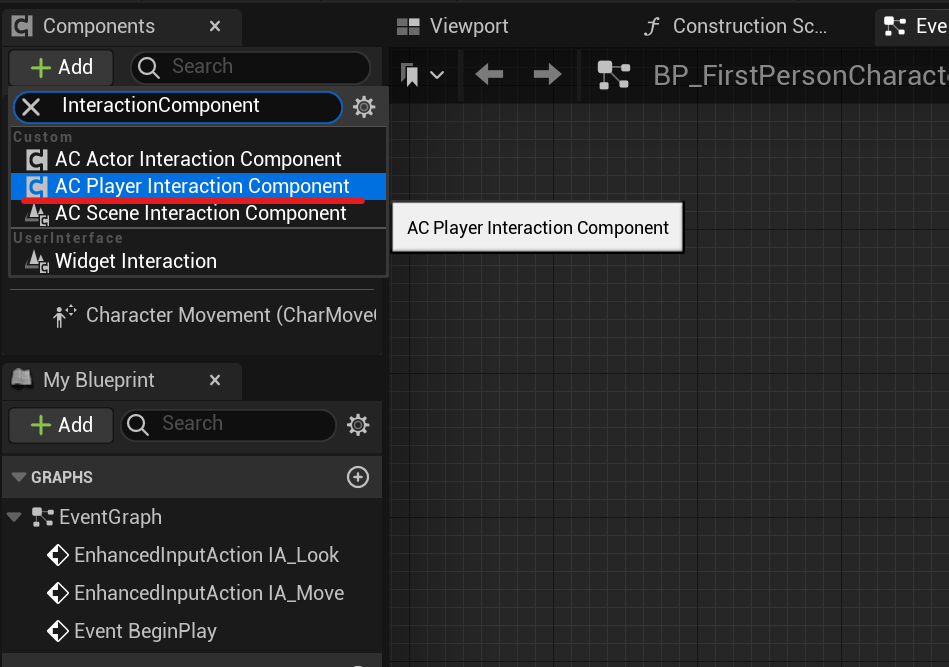 Components
Viewport
Construction Sc...
Eve
Add
Search
BP_FirstPersonCharact
InteractionComponent
Custom
AC Actor Interaction Component
AC Player Interaction Component
AC Scene Interaction Component
AC Player Interaction Component
UserInterface
Widget Interaction
Character Movement (CharMove
My Blueprint
Add
Search
GRAPHS
EventGraph
EnhancedInputAction IA_Look
EnhancedInputAction IA_Move
Event BeginPlay